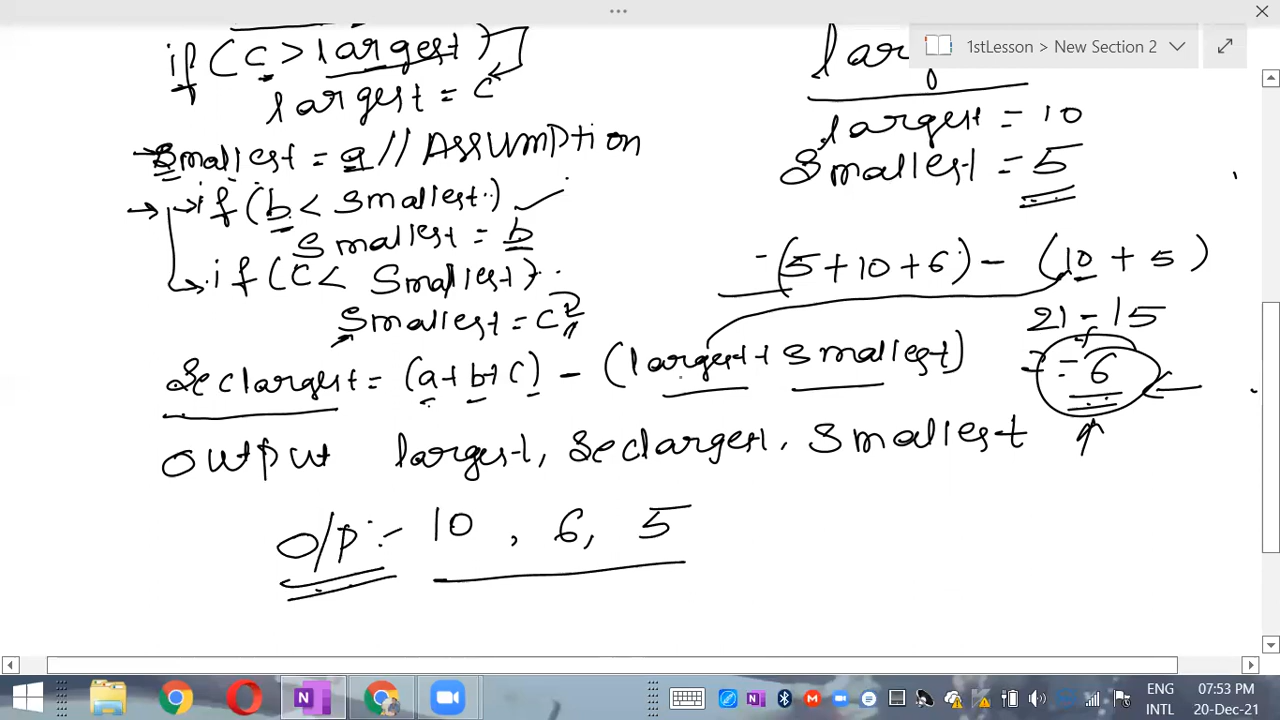 1stLesson > New Section 2
if (c > largest)
largest = c
smallest = a // ASSUMPTION
if (b < smallest)
smallest = b
if (c < smallest)
smallest = c
seclargest = (a+b+c) - (largest + smallest)
output largest, seclargest, smallest
o/p:- 10, 6, 5
largest = 10
smallest = 5
(5+10+6) - (10+5)
21-15
= 6
ENG
INTL
07:53 PM
20-Dec-21